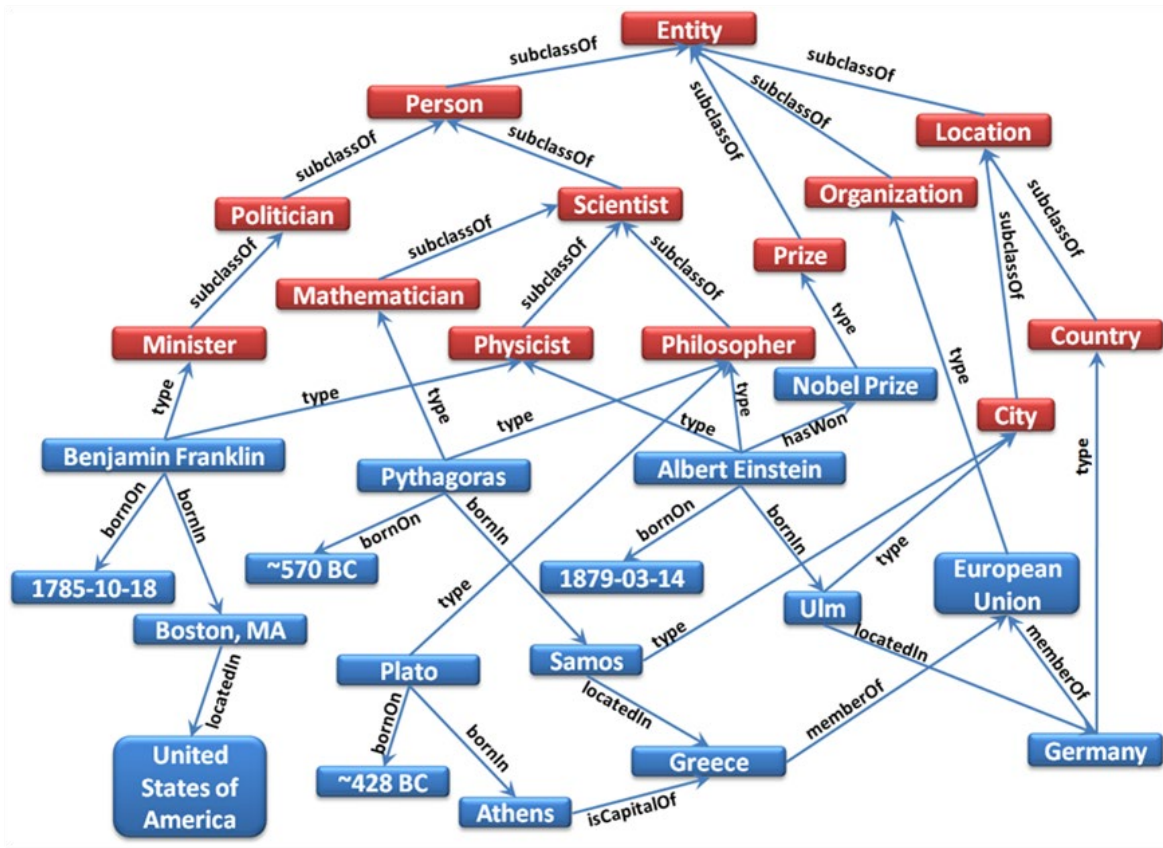 Entity
subclassOf
subclassOf
subclassOf
subclassOf
Person
Location
subclassOf
subclassOf
Organization
Politician
Scientist
subclassOf
subclassOf
subclassOf
subclassOf
subclassOf
subclassOf
Prize
Mathematician
Minister
Physicist
Philosopher
type
Country
Nobel Prize
type
type
type
type
type
type
type
hasWon
City
type
Benjamin Franklin
Pythagoras
Albert Einstein
bornOn
bornIn
bornOn
bornIn
bornOn
bornIn
type
1785-10-18
~570 BC
1879-03-14
European
Union
Ulm
Boston, MA
type
type
locatedIn
memberOf
Plato
Samos
locatedIn
bornOn
bornIn
locatedIn
memberOf
United
States of
America
~428 BC
Greece
Germany
Athens
isCapitalOf